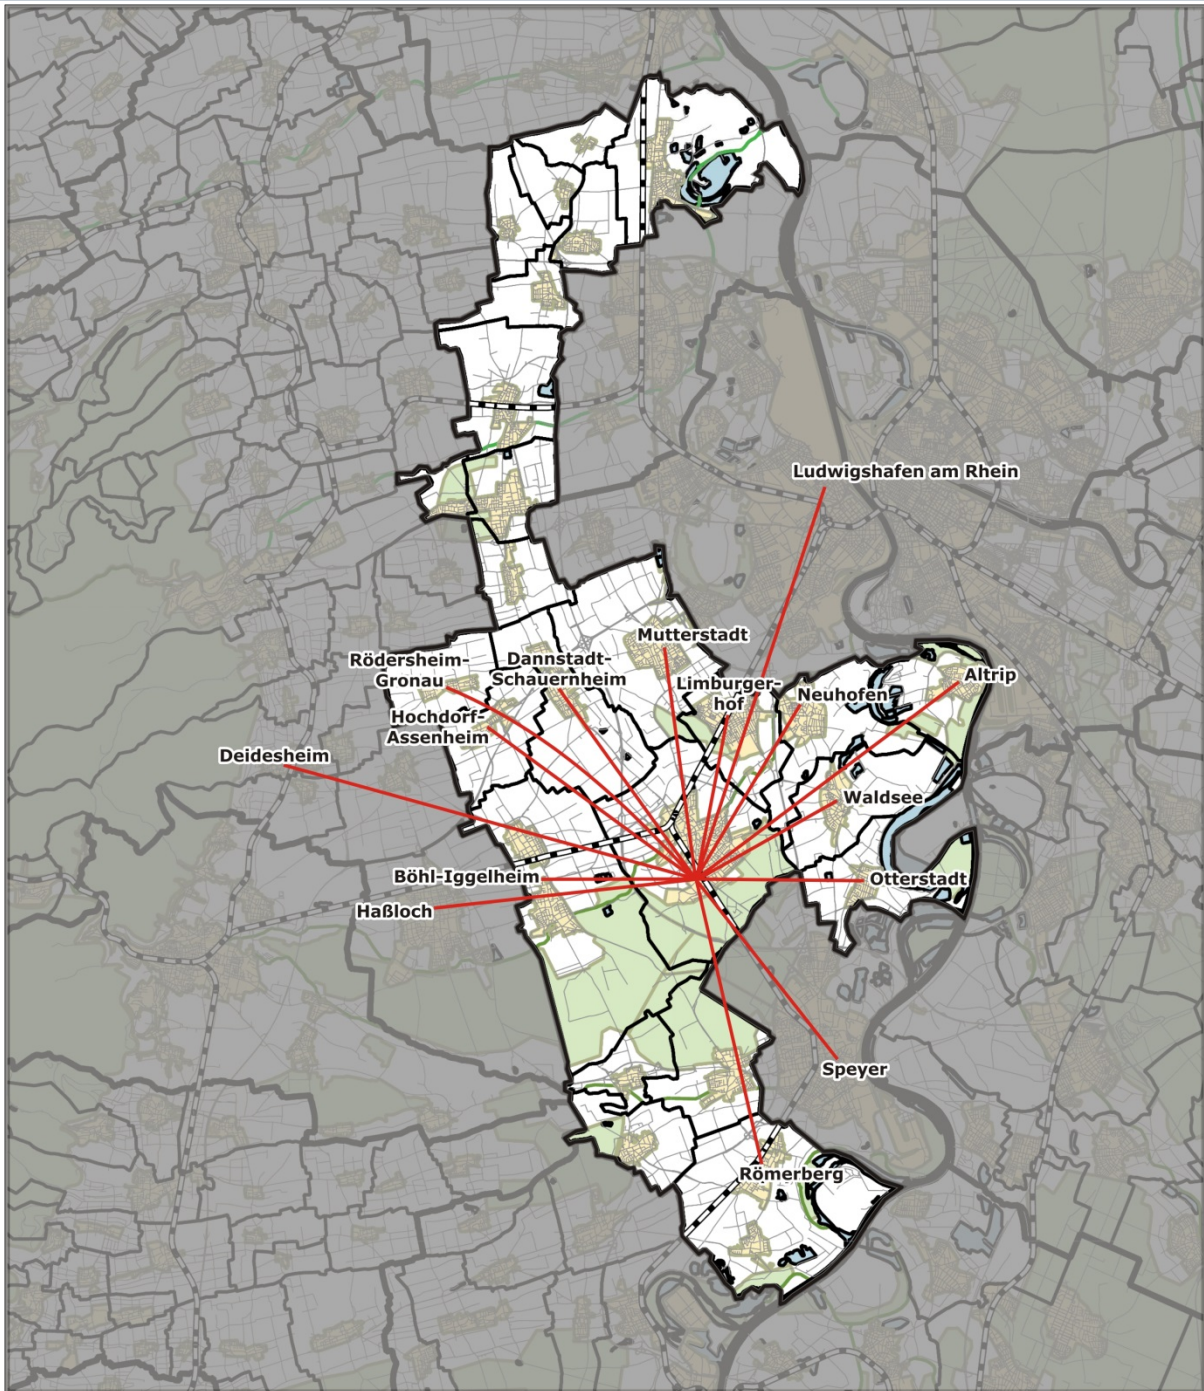 Ludwigshafen am Rhein
Mutterstadt
Rödersheim-
Gronau
Dannstadt-
Schauernheim
Limburger-
hof
Neuhofen
Altrip
Hochdorf-
Assenheim
Deidesheim
Waldsee
Böhl-Iggelheim
Otterstadt
Haßloch
Speyer
Römerberg